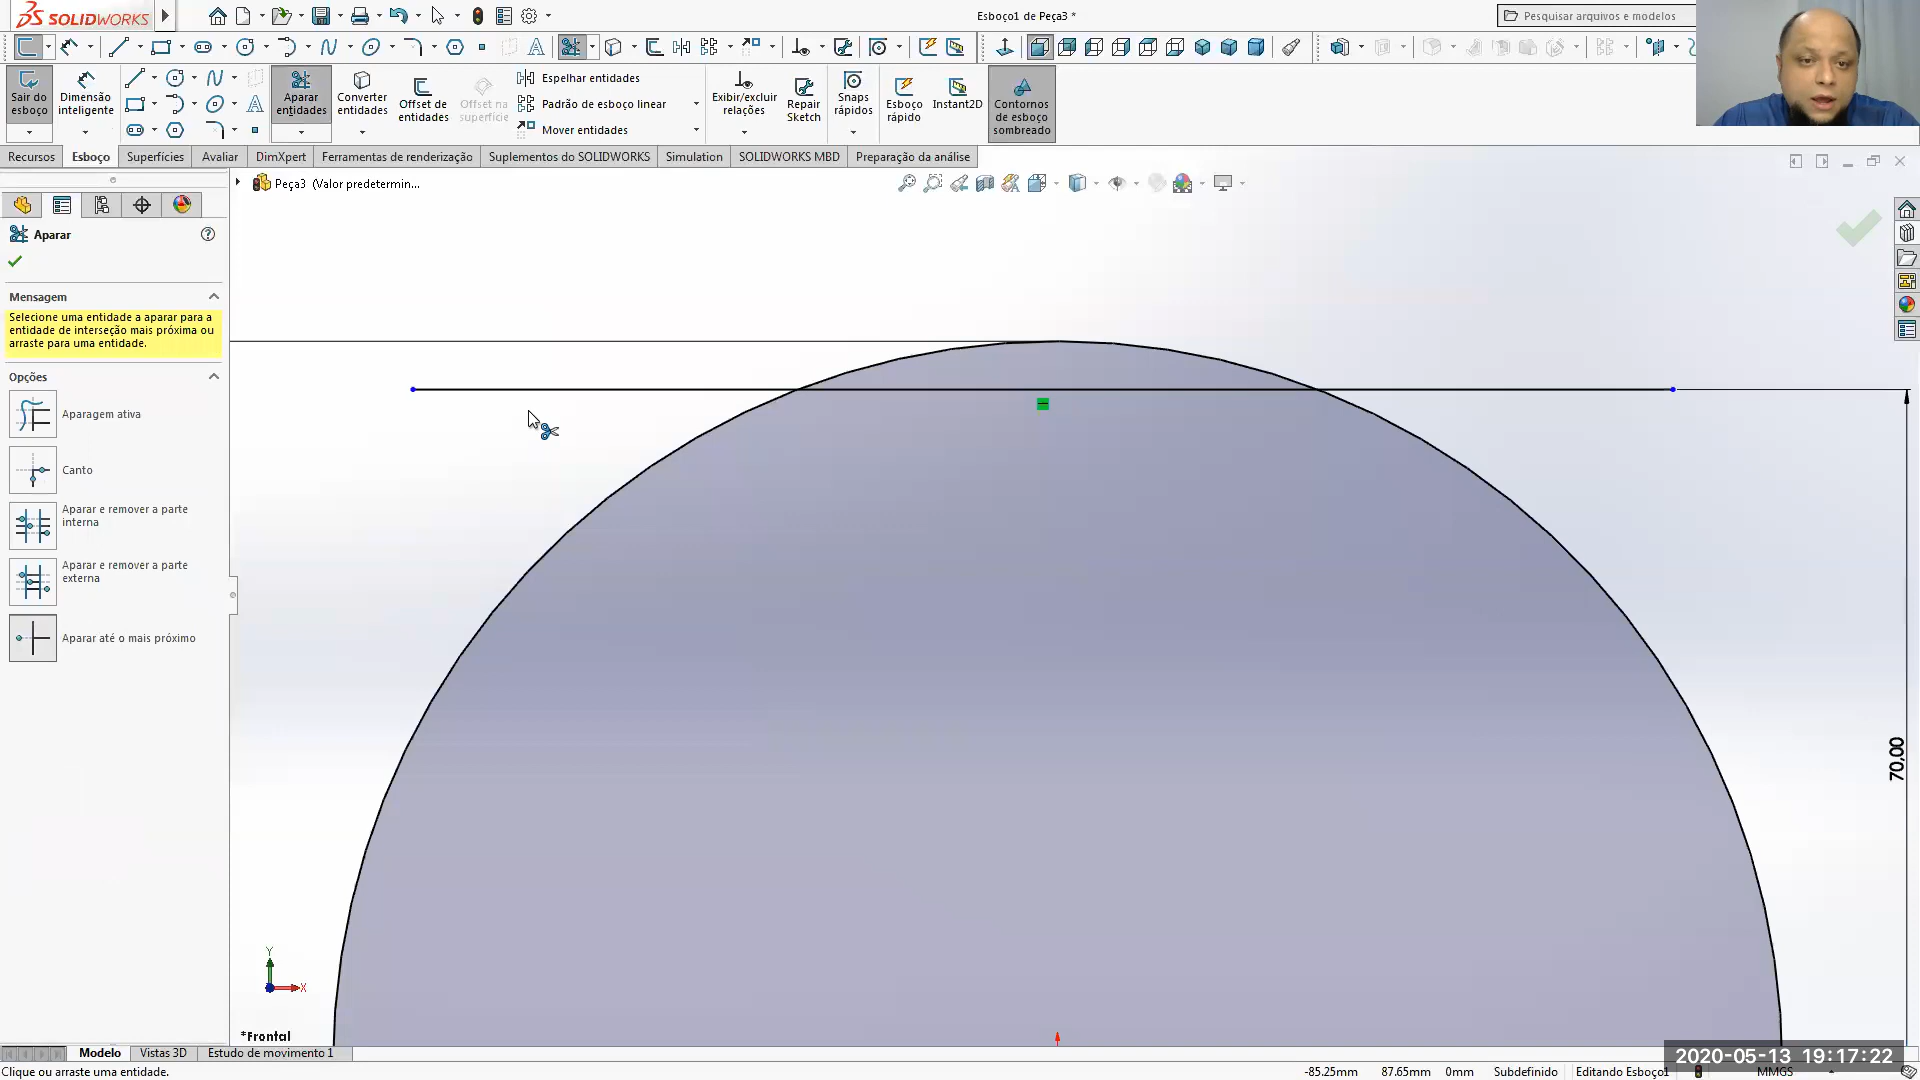 SOLIDWORKS
Esboço1 de Peça3 *
Pesquisar arquivos e modelos
Sair do esboço
Dimensão inteligente
Aparar entidades
Converter entidades
Offset de entidades
Offset na superfície
Espelhar entidades
Padrão de esboço linear
Mover entidades
Exibir/excluir relações
Repair Sketch
Snaps rápidos
Esboço rápido
Instant2D
Contornos de esboço sombreado
Recursos
Esboço
Superfícies
Avaliar
DimXpert
Ferramentas de renderização
Suplementos do SOLIDWORKS
Simulation
SOLIDWORKS MBD
Preparação da análise
Peça3 (Valor predetermin...
Aparar
Mensagem
Selecione uma entidade a aparar para a
entidade de interseção mais próxima ou
arraste para uma entidade.
Opções
Aparagem ativa
Canto
Aparar e remover a parte
interna
Aparar e remover a parte
externa
Aparar até o mais próximo
70,00
Y
X
*Frontal
Modelo
Vistas 3D
Estudo de movimento 1
2020-05-13 19:17:22
Clique ou arraste uma entidade.
-85.25mm
87.65mm
0mm
Subdefinido
Editando Esboço1
MMGS